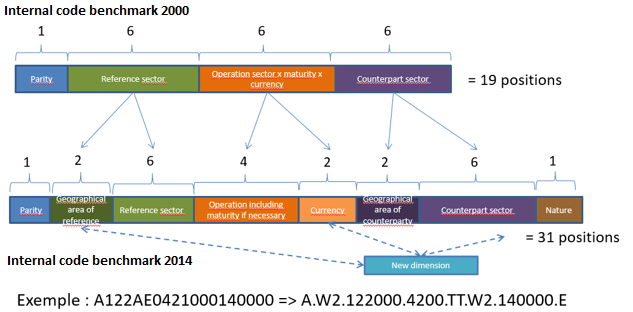 Internal code benchmark 2000
1 6 6 6
Parity
Reference sector
Operation sector x maturity x
currency
Counterpart sector
= 19 positions
1 2 6 4 2 2 6 1
Parity
Geographical
area of
reference
Reference sector
Operation including
maturity if necessary
Currency
Geographical
area of
counterparty
Counterpart sector
Nature
= 31 positions
Internal code benchmark 2014
New dimension
Exemple : A122AE0421000140000 => A.W2.122000.4200.TT.W2.140000.E